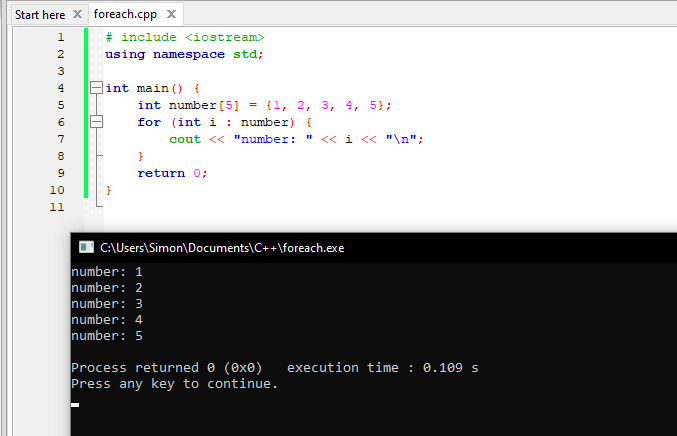 Start here X foreach.cpp X
1 # include <iostream>
2 using namespace std;
3
4 int main() {
5 int number[5] = {1, 2, 3, 4, 5};
6 for (int i : number) {
7 cout << "number: " << i << "\n";
8 }
9 return 0;
10 }
11
C:\Users\Simon\Documents\C++\foreach.exe
number: 1
number: 2
number: 3
number: 4
number: 5
Process returned 0 (0x0)   execution time : 0.109 s
Press any key to continue.